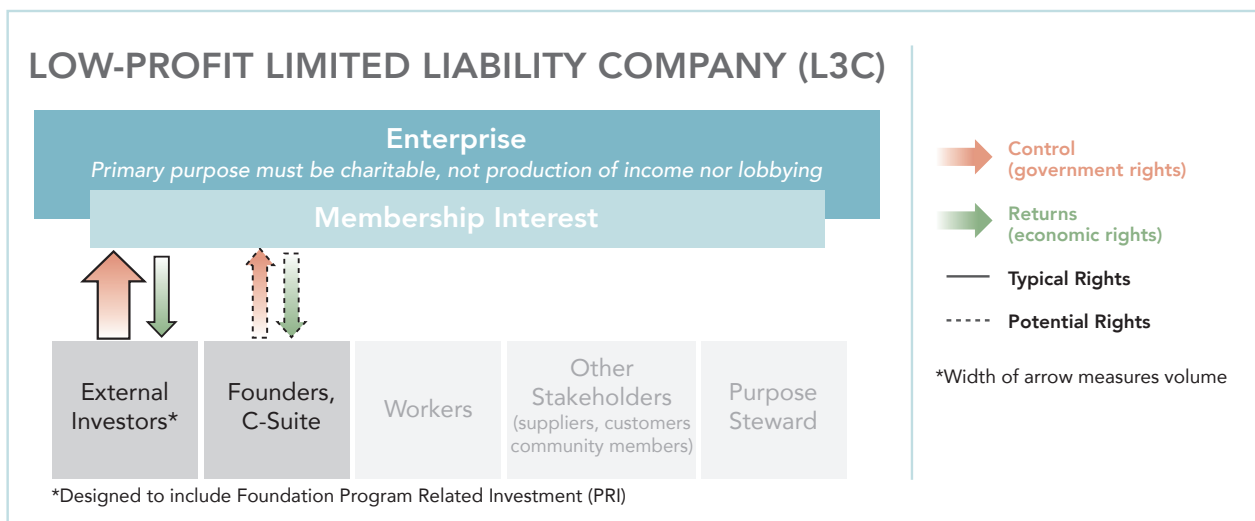 LOW-PROFIT LIMITED LIABILITY COMPANY (L3C)
Enterprise
Primary purpose must be charitable, not production of income nor lobbying
Membership Interest
External
Investors*
Founders,
C-Suite
Workers
Other
Stakeholders
(suppliers, customers
community members)
Purpose
Steward
*Designed to include Foundation Program Related Investment (PRI)
Control
(government rights)
Returns
(economic rights)
Typical Rights
Potential Rights
*Width of arrow measures volume